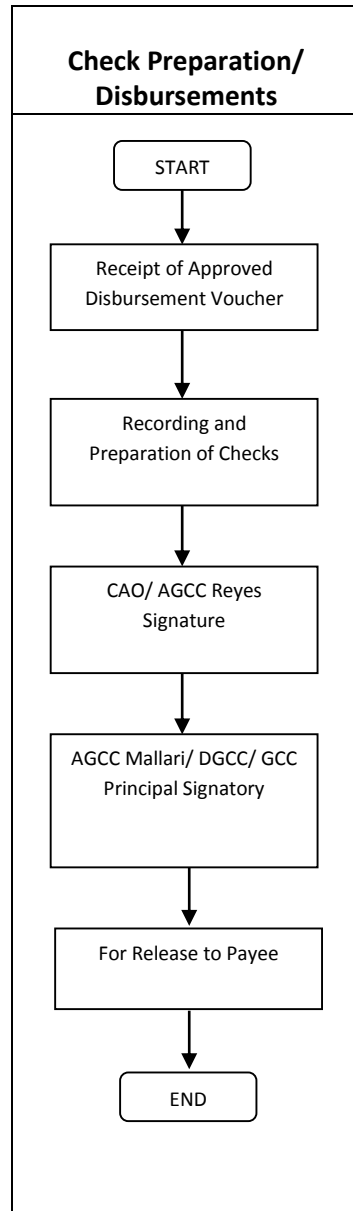 Check Preparation/
Disbursements
START
Receipt of Approved
Disbursement Voucher
Recording and
Preparation of Checks
CAO/ AGCC Reyes
Signature
AGCC Mallari/ DGCC/ GCC
Principal Signatory
For Release to Payee
END